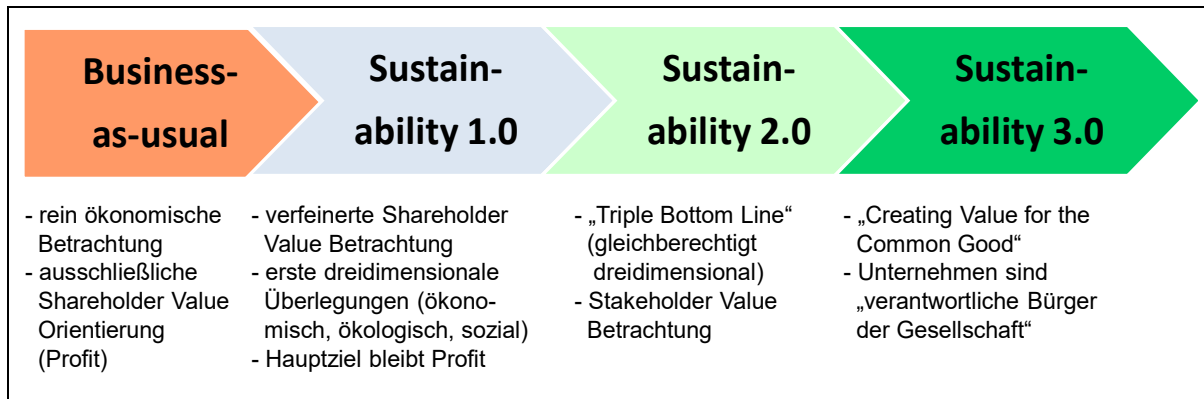 Business-
as-usual
Sustain-
ability 1.0
Sustain-
ability 2.0
Sustain-
ability 3.0
- rein ökonomische
Betrachtung
- ausschließliche
Shareholder Value
Orientierung
(Profit)
- verfeinerte Shareholder
Value Betrachtung
- erste dreidimensionale
Überlegungen (ökono-
misch, ökologisch, sozial)
- Hauptziel bleibt Profit
- „Triple Bottom Line“
(gleichberechtigt
dreidimensional)
- Stakeholder Value
Betrachtung
- „Creating Value for the
Common Good“
- Unternehmen sind
„verantwortliche Bürger
der Gesellschaft“